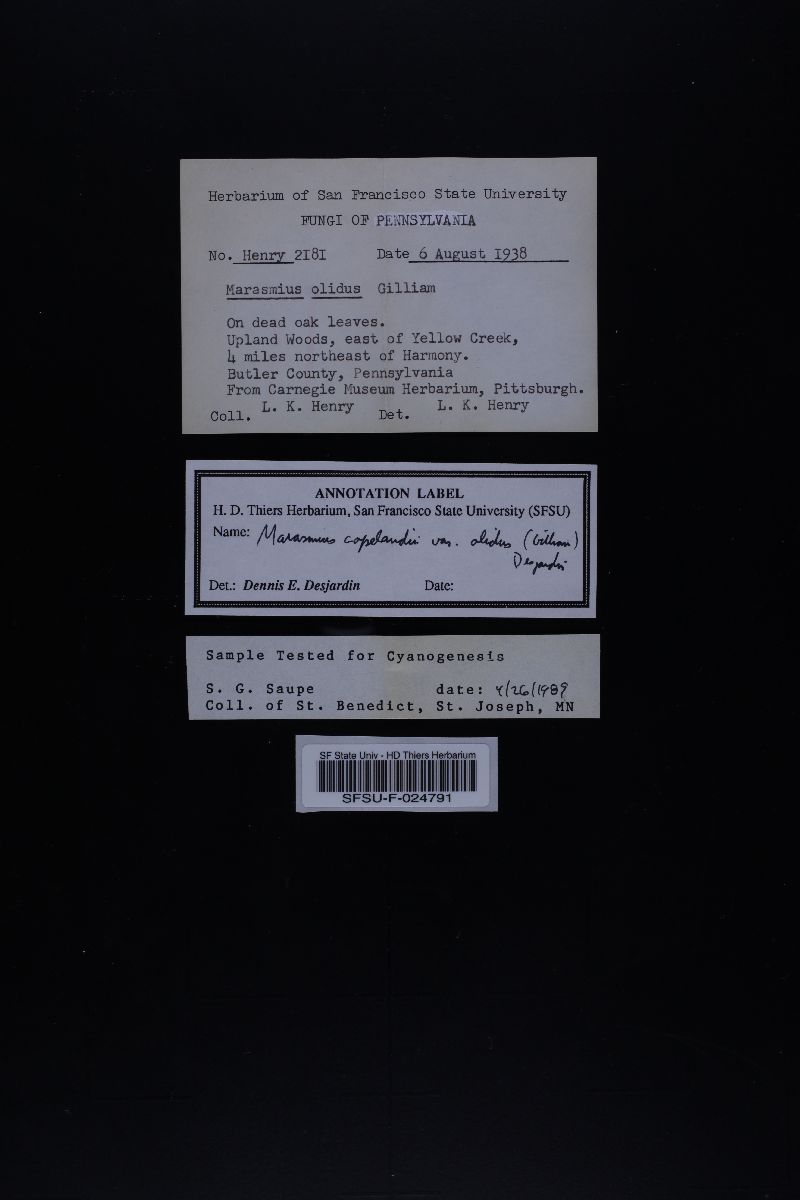 Herbarium of San Francisco State University
FUNGI OF PENNSYLVANIA
No. Henry 2I8I Date 6 August I938
Marasmius olidus Gilliam
On dead oak leaves.
Upland Woods, east of Yellow Creek,
4 miles northeast of Harmony.
Butler County, Pennsylvania
From Carnegie Museum Herbarium, Pittsburgh.
Coll. L. K. Henry Det. L. K. Henry
ANNOTATION LABEL
H. D. Thiers Herbarium, San Francisco State University (SFSU)
Name: Marasmius copelandii var. olidus (Gilliam)
Desjardin
Det.: Dennis E. Desjardin Date:
Sample Tested for Cyanogenesis
S. G. Saupe date: 4/26/1989
Coll. of St. Benedict, St. Joseph, MN
SF State Univ - HD Thiers Herbarium
SFSU-F-024791